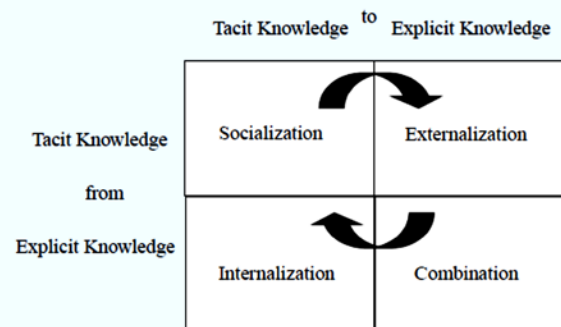 Tacit Knowledge to Explicit Knowledge
Socialization Externalization
Tacit Knowledge
from
Explicit Knowledge
Internalization Combination